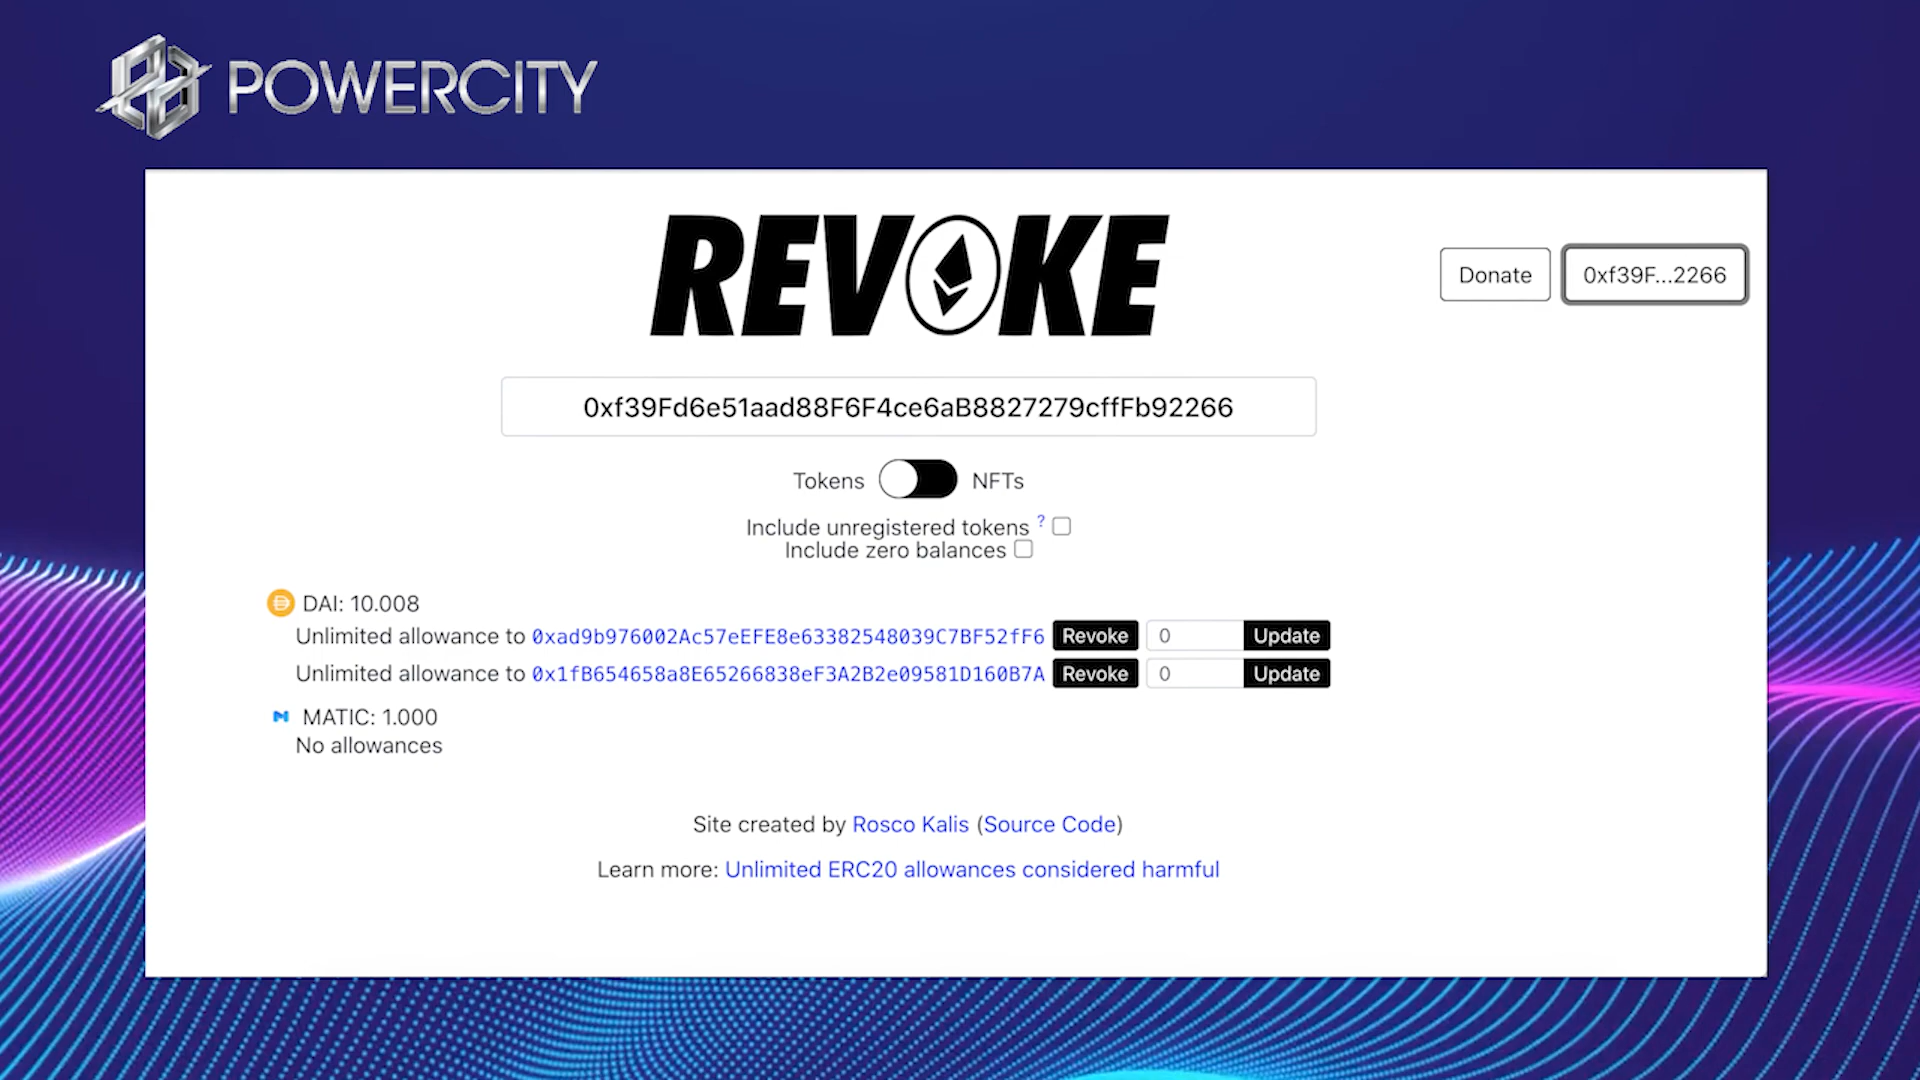 POWERCITY
REVOKE
Donate
0xf39F...2266
0xf39Fd6e51aad88F6F4ce6aB8827279cffFb92266
Tokens NFTs
Include unregistered tokens ?
Include zero balances
DAI: 10.008
Unlimited allowance to 0xad9b976002Ac57eEFE8e63382548039C7BF52fF6 Revoke 0 Update
Unlimited allowance to 0x1fB654658a8E65266838eF3A2B2e09581D160B7A Revoke 0 Update
MATIC: 1.000
No allowances
Site created by Rosco Kalis (Source Code)
Learn more: Unlimited ERC20 allowances considered harmful